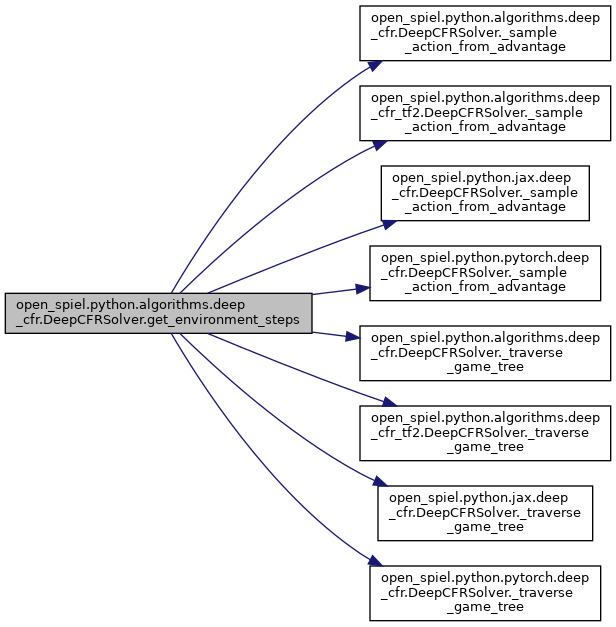 open_spiel.python.algorithms.deep
_cfr.DeepCFRSolver._sample
_action_from_advantage
open_spiel.python.algorithms.deep
_cfr_tf2.DeepCFRSolver._sample
_action_from_advantage
open_spiel.python.jax.deep
_cfr.DeepCFRSolver._sample
_action_from_advantage
open_spiel.python.pytorch.deep
_cfr.DeepCFRSolver._sample
_action_from_advantage
open_spiel.python.algorithms.deep
_cfr.DeepCFRSolver.get_environment_steps
open_spiel.python.algorithms.deep
_cfr.DeepCFRSolver._traverse
_game_tree
open_spiel.python.algorithms.deep
_cfr_tf2.DeepCFRSolver._traverse
_game_tree
open_spiel.python.jax.deep
_cfr.DeepCFRSolver._traverse
_game_tree
open_spiel.python.pytorch.deep
_cfr.DeepCFRSolver._traverse
_game_tree